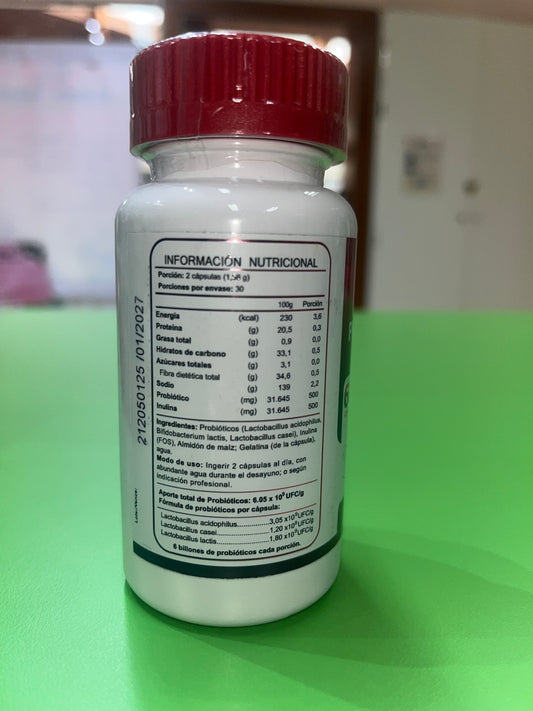 INFORMACIÓN NUTRICIONAL
Porción: 2 cápsulas (1,58 g)
Porciones por envase: 30
100g Porción
Energía (kcal) 230 3,6
Proteína (g) 20,5 0,3
Grasa total (g) 0,9 0,0
Hidratos de carbono (g) 33,1 0,5
Azúcares totales (g) 3,1 0,0
Fibra dietética total (g) 34,6 0,5
Sodio (g) 139 2,2
Probiótico (mg) 31.645 500
Inulina (mg) 31.645 500
Ingredientes: Probióticos (Lactobacillus acidophilus,
Bifidobacterium lactis, Lactobacillus casei), Inulina
(FOS), Almidón de maíz; Gelatina (de la cápsula),
agua.
Modo de uso: Ingerir 2 cápsulas al día, con
abundante agua durante el desayuno; o según
indicación profesional.
Aporte total de Probióticos: 6.05 x 10⁹ UFC/g
Fórmula de probióticos por cápsula:
Lactobacillus acidophilus..................3,05 x10⁹UFC/g
Lactobacillus casei..........................1,20 x10⁹UFC/g
Lactobacillus lactis..........................1,80 x10⁹UFC/g
6 billones de probióticos cada porción.
212050125 /01/2027
Lote/Vence: